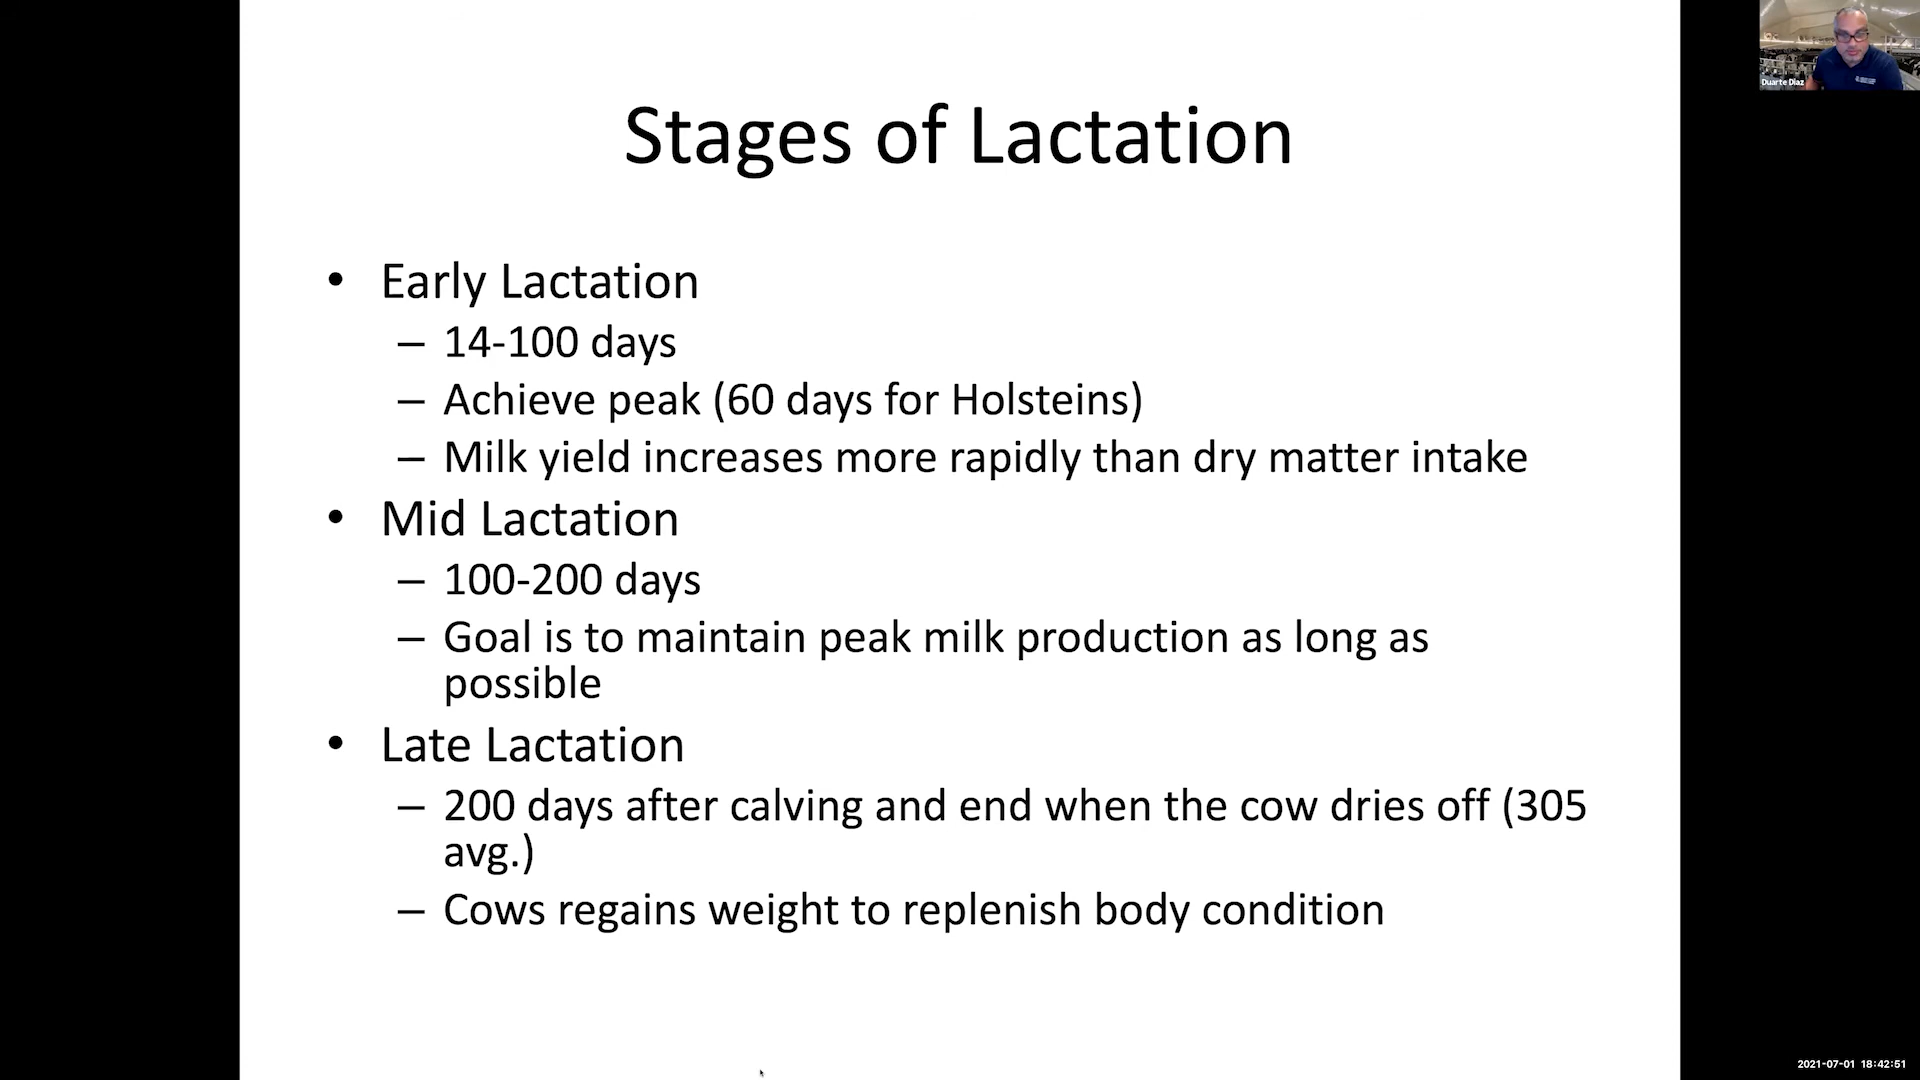 Stages of Lactation
• Early Lactation
– 14-100 days
– Achieve peak (60 days for Holsteins)
– Milk yield increases more rapidly than dry matter intake
• Mid Lactation
– 100-200 days
– Goal is to maintain peak milk production as long as
possible
• Late Lactation
– 200 days after calving and end when the cow dries off (305
avg.)
– Cows regains weight to replenish body condition
Duarte Diaz
2021-07-01 18:42:51